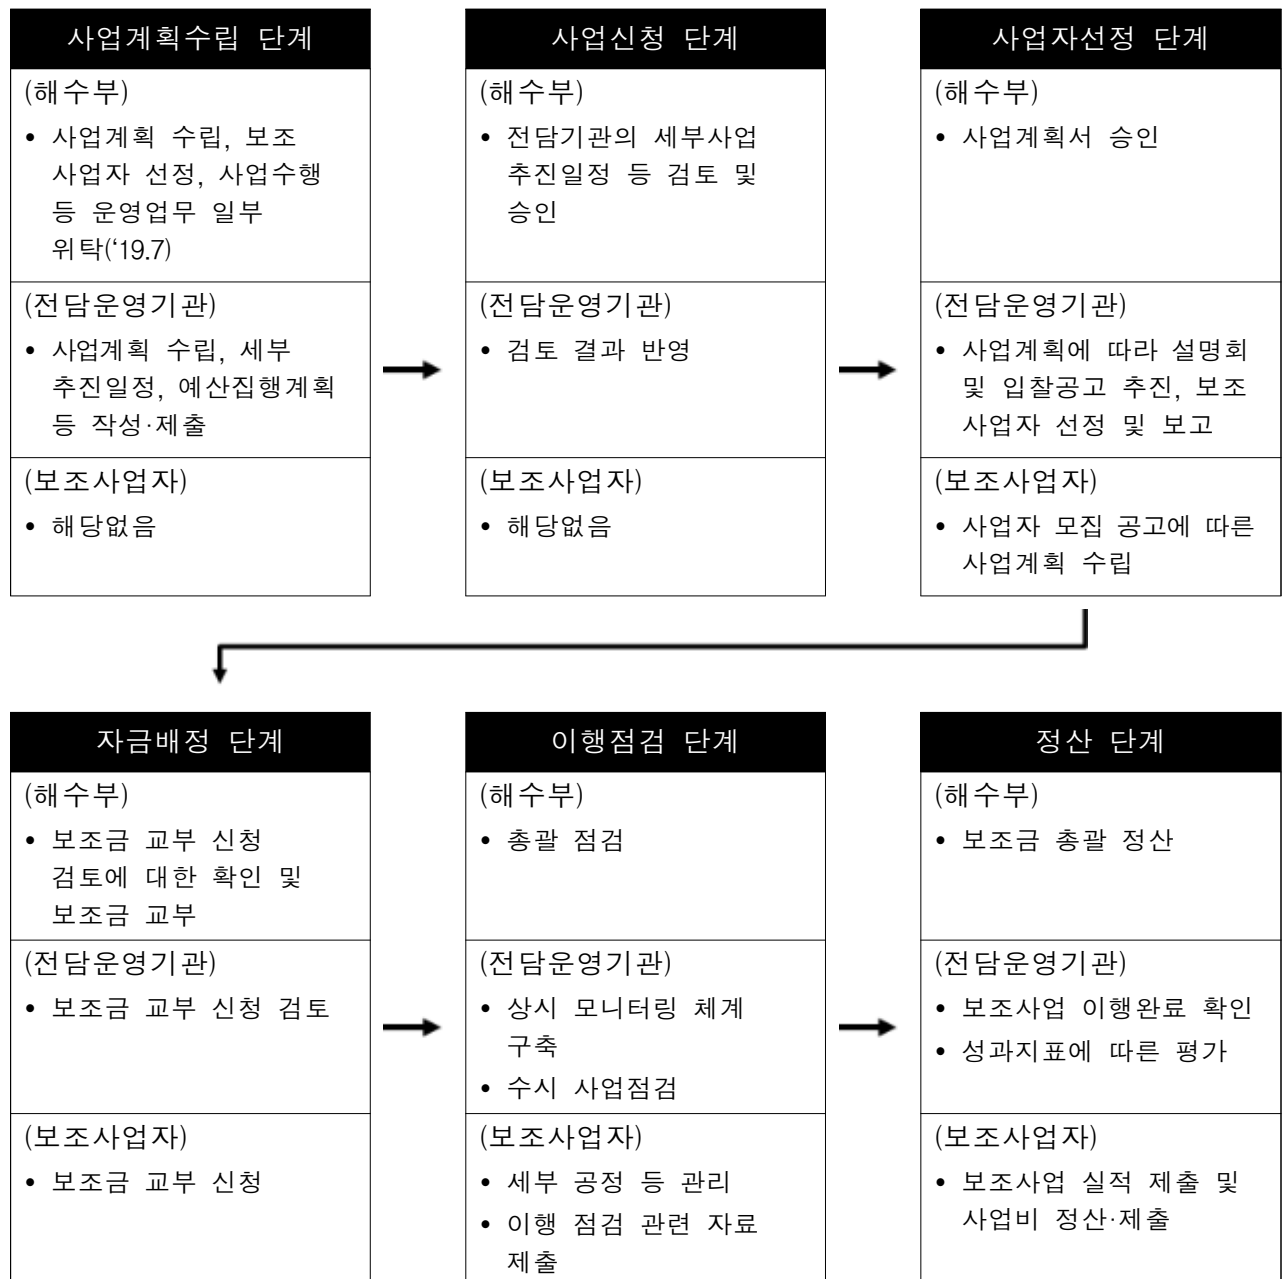 사업계획수립 단계
(해수부)
• 사업계획 수립, 보조
사업자 선정, 사업수행
등 운영업무 일부
위탁(‘19.7)
(전담운영기관)
• 사업계획 수립, 세부
추진일정, 예산집행계획
등 작성·제출
(보조사업자)
• 해당없음
사업신청 단계
(해수부)
• 전담기관의 세부사업
추진일정 등 검토 및
승인
(전담운영기관)
• 검토 결과 반영
(보조사업자)
• 해당없음
사업자선정 단계
(해수부)
• 사업계획서 승인
(전담운영기관)
• 사업계획에 따라 설명회
및 입찰공고 추진, 보조
사업자 선정 및 보고
(보조사업자)
• 사업자 모집 공고에 따른
사업계획 수립
자금배정 단계
(해수부)
• 보조금 교부 신청
검토에 대한 확인 및
보조금 교부
(전담운영기관)
• 보조금 교부 신청 검토
(보조사업자)
• 보조금 교부 신청
이행점검 단계
(해수부)
• 총괄 점검
(전담운영기관)
• 상시 모니터링 체계
구축
• 수시 사업점검
(보조사업자)
• 세부 공정 등 관리
• 이행 점검 관련 자료
제출
정산 단계
(해수부)
• 보조금 총괄 정산
(전담운영기관)
• 보조사업 이행완료 확인
• 성과지표에 따른 평가
(보조사업자)
• 보조사업 실적 제출 및
사업비 정산·제출